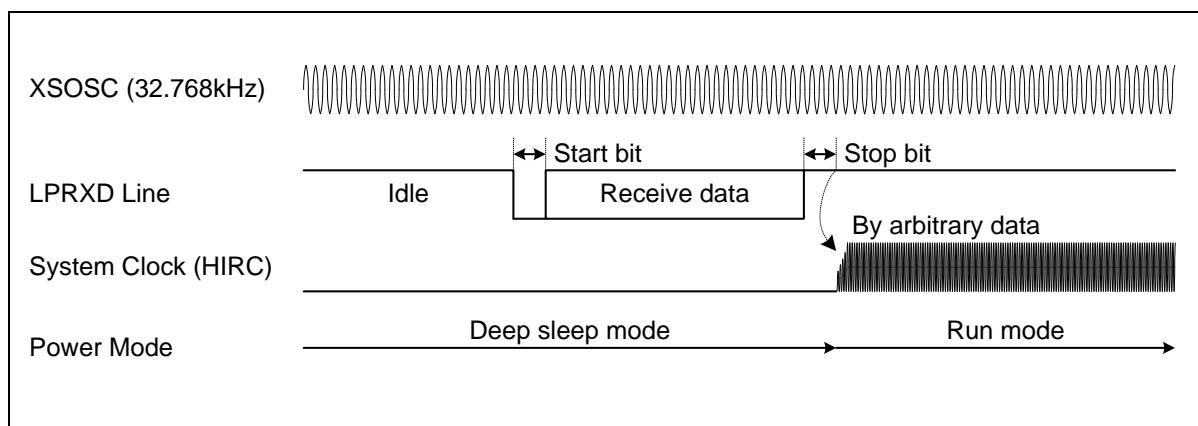 XSOSC (32.768kHz)
Start bit
Stop bit
LPRXD Line
Idle
Receive data
By arbitrary data
System Clock (HIRC)
Deep sleep mode
Run mode
Power Mode